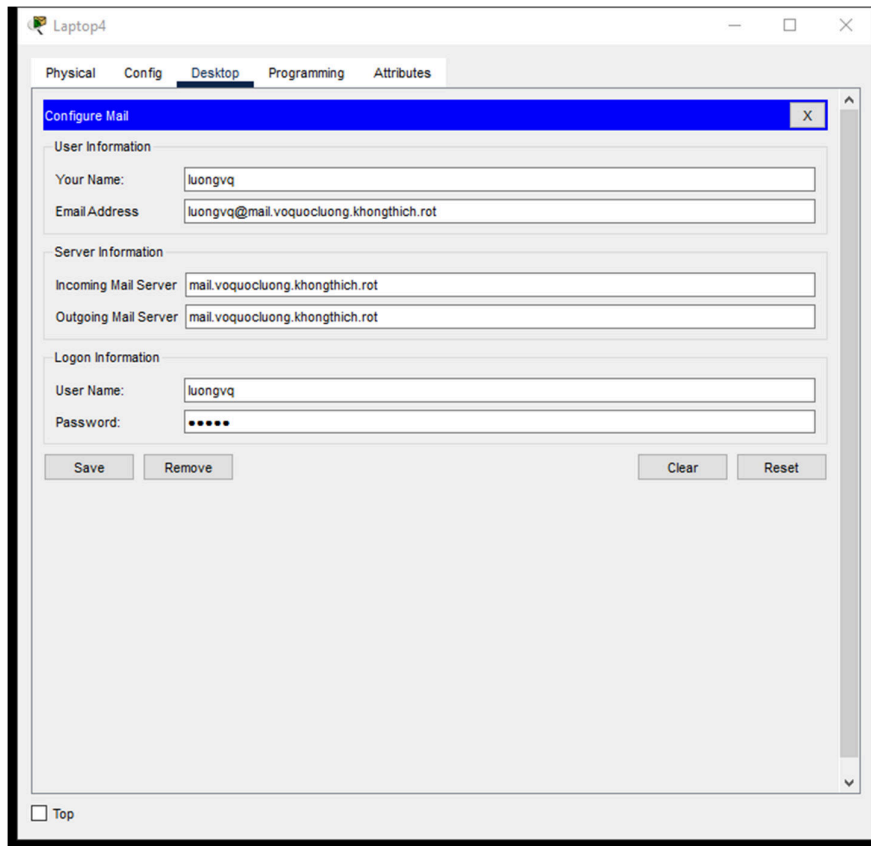 Laptop4
Physical Config Desktop Programming Attributes
Configure Mail X
User Information
Your Name: luongvq
Email Address luongvq@mail.voquocluong.khongthich.rot
Server Information
Incoming Mail Server mail.voquocluong.khongthich.rot
Outgoing Mail Server mail.voquocluong.khongthich.rot
Logon Information
User Name: luongvq
Password: •••••
Save Remove Clear Reset
Top